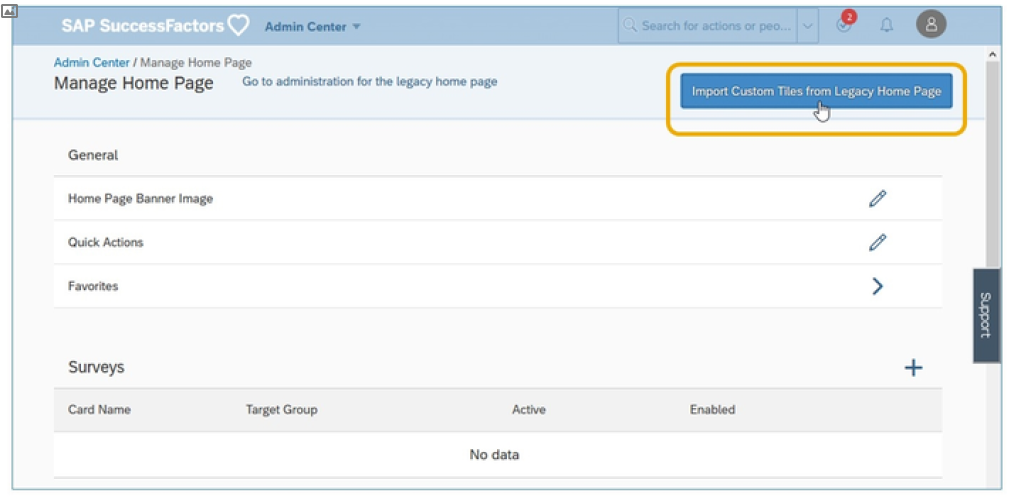 SAP SuccessFactors Admin Center Search for actions or peo... 2
Admin Center / Manage Home Page
Manage Home Page Go to administration for the legacy home page Import Custom Tiles from Legacy Home Page
General
Home Page Banner Image
Quick Actions
Favorites
Support
Surveys
Card Name Target Group Active Enabled
No data